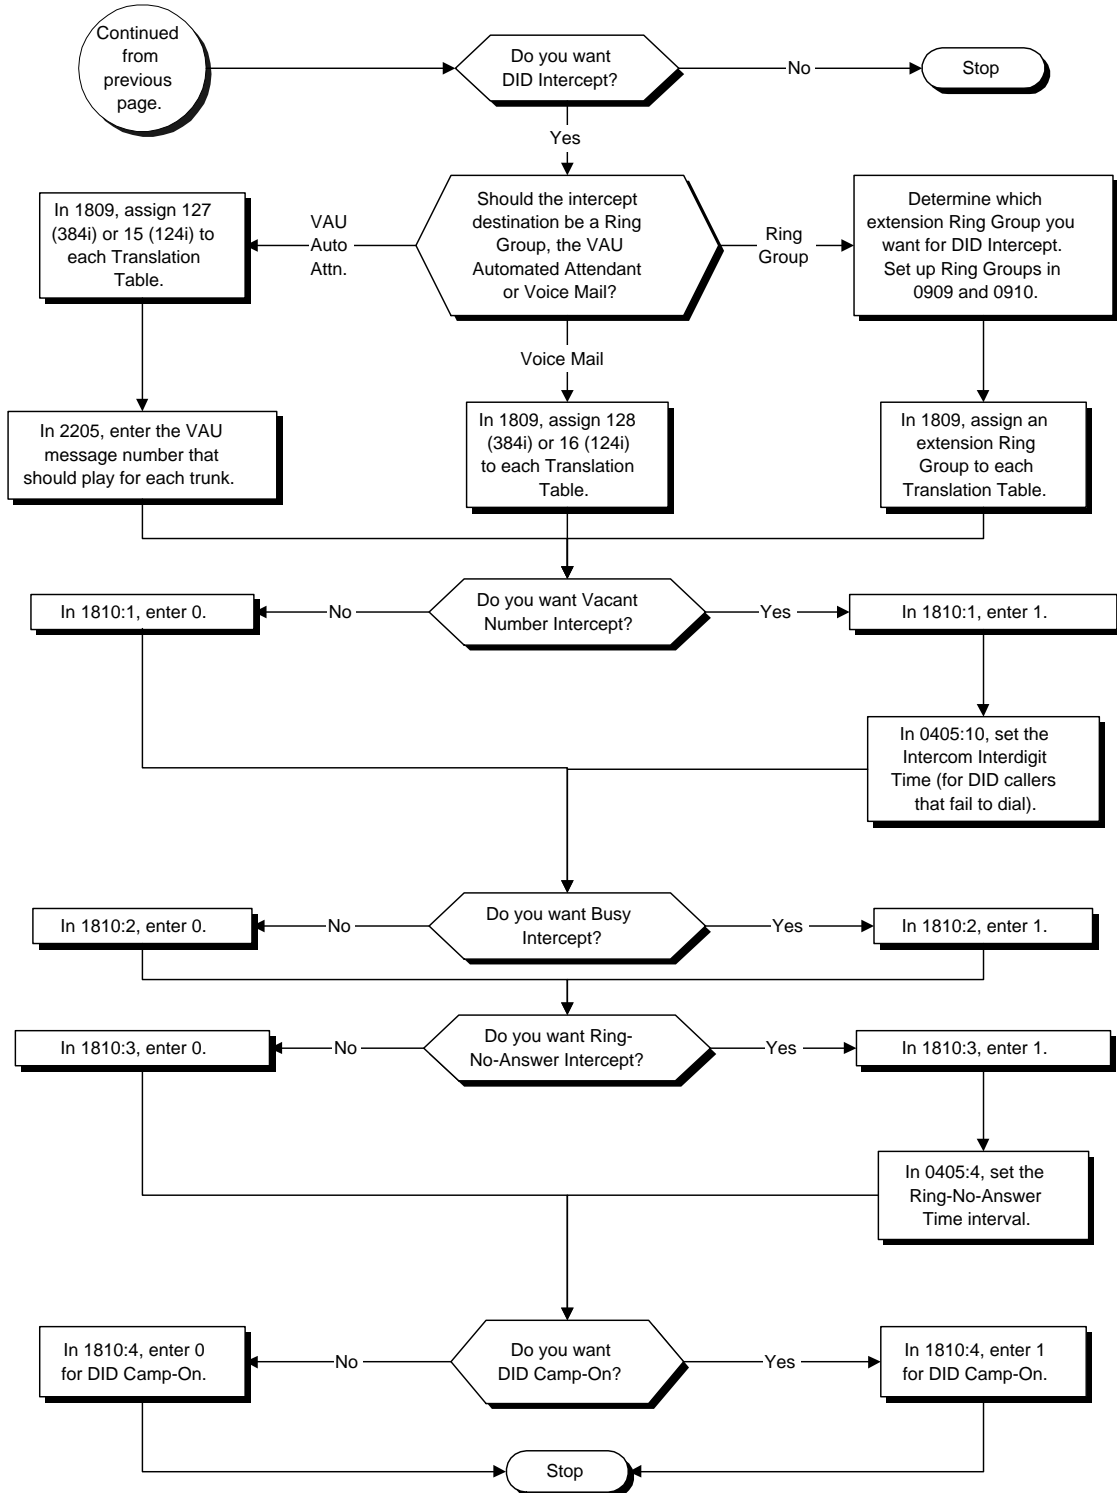 Continued
from
previous
page.
Do you want
DID Intercept?
No
Stop
Yes
In 1809, assign 127
(384i) or 15 (124i) to
each Translation
Table.
VAU
Auto
Attn.
Should the intercept
destination be a Ring
Group, the VAU
Automated Attendant
or Voice Mail?
Ring
Group
Determine which
extension Ring Group you
want for DID Intercept.
Set up Ring Groups in
0909 and 0910.
Voice Mail
In 2205, enter the VAU
message number that
should play for each trunk.
In 1809, assign 128
(384i) or 16 (124i)
to each Translation
Table.
In 1809, assign an
extension Ring
Group to each
Translation Table.
In 1810:1, enter 0.
No
Do you want Vacant
Number Intercept?
Yes
In 1810:1, enter 1.
In 0405:10, set the
Intercom Interdigit
Time (for DID callers
that fail to dial).
In 1810:2, enter 0.
No
Do you want Busy
Intercept?
Yes
In 1810:2, enter 1.
In 1810:3, enter 0.
No
Do you want Ring-
No-Answer Intercept?
Yes
In 1810:3, enter 1.
In 0405:4, set the
Ring-No-Answer
Time interval.
In 1810:4, enter 0
for DID Camp-On.
No
Do you want
DID Camp-On?
Yes
In 1810:4, enter 1
for DID Camp-On.
Stop